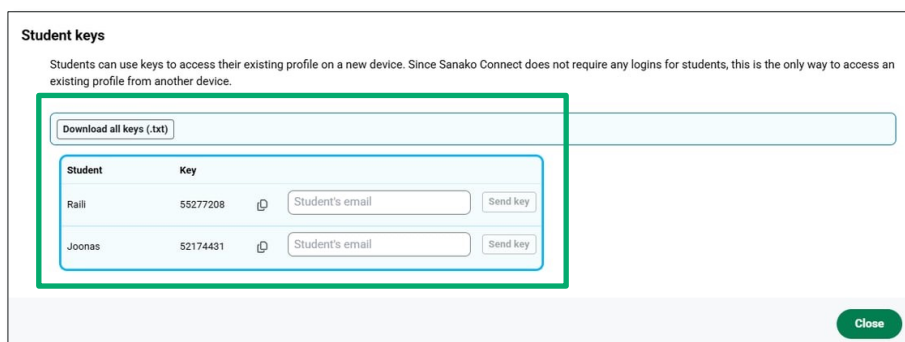 Student keys
Students can use keys to access their existing profile on a new device. Since Sanako Connect does not require any logins for students, this is the only way to access an
existing profile from another device.
Download all keys (.txt)
Student Key
Raili 55277208 Student's email Send key
Joonas 52174431 Student's email Send key
Close